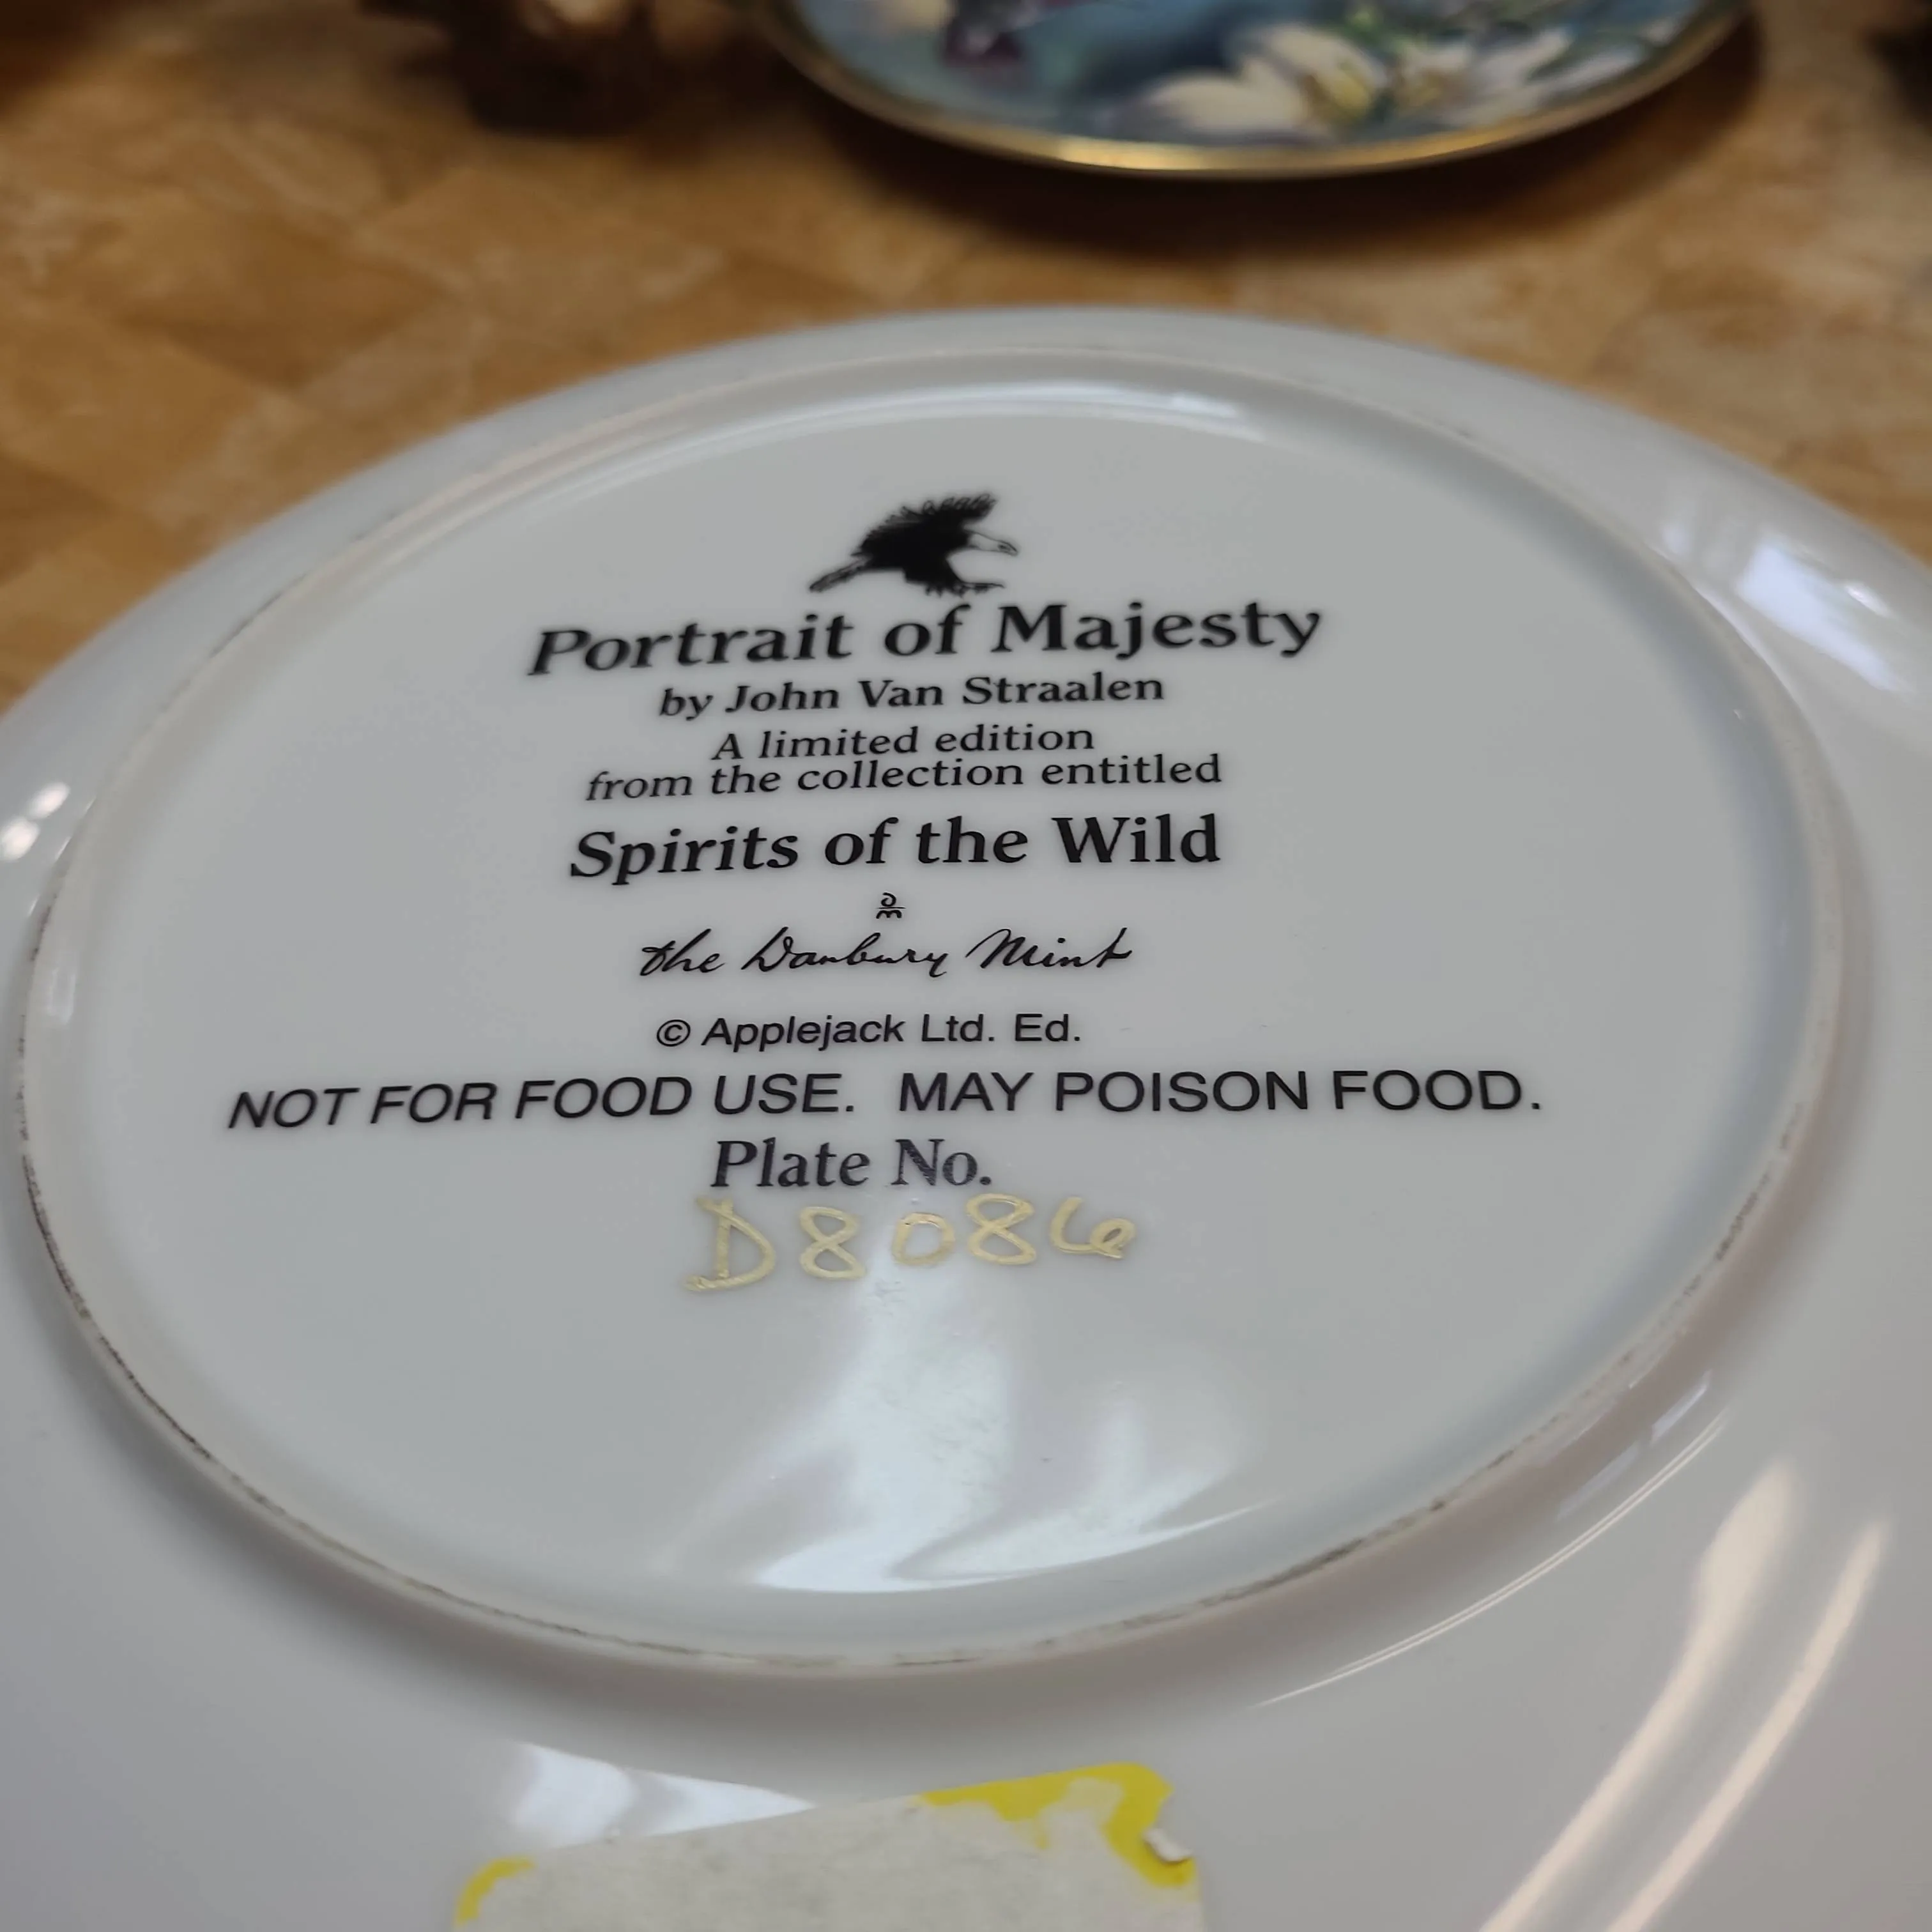 Portrait of Majesty
by John Van Straalen
A limited edition
from the collection entitled
Spirits of the Wild
DM
the Danbury Mint
© Applejack Ltd. Ed.
NOT FOR FOOD USE. MAY POISON FOOD.
Plate No.
D8086